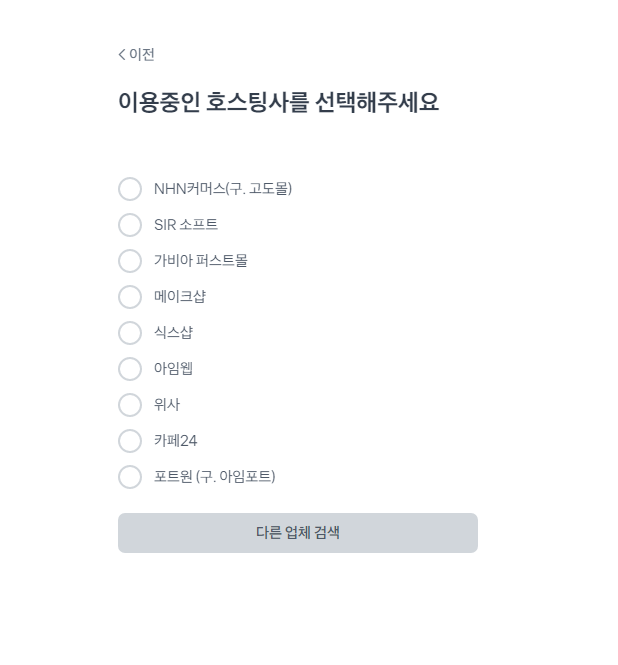 < 이전
이용중인 호스팅사를 선택해주세요
NHN커머스(구. 고도몰)
SIR 소프트
가비아 퍼스트몰
메이크샵
식스샵
아임웹
위사
카페24
포트원 (구. 아임포트)
다른 업체 검색